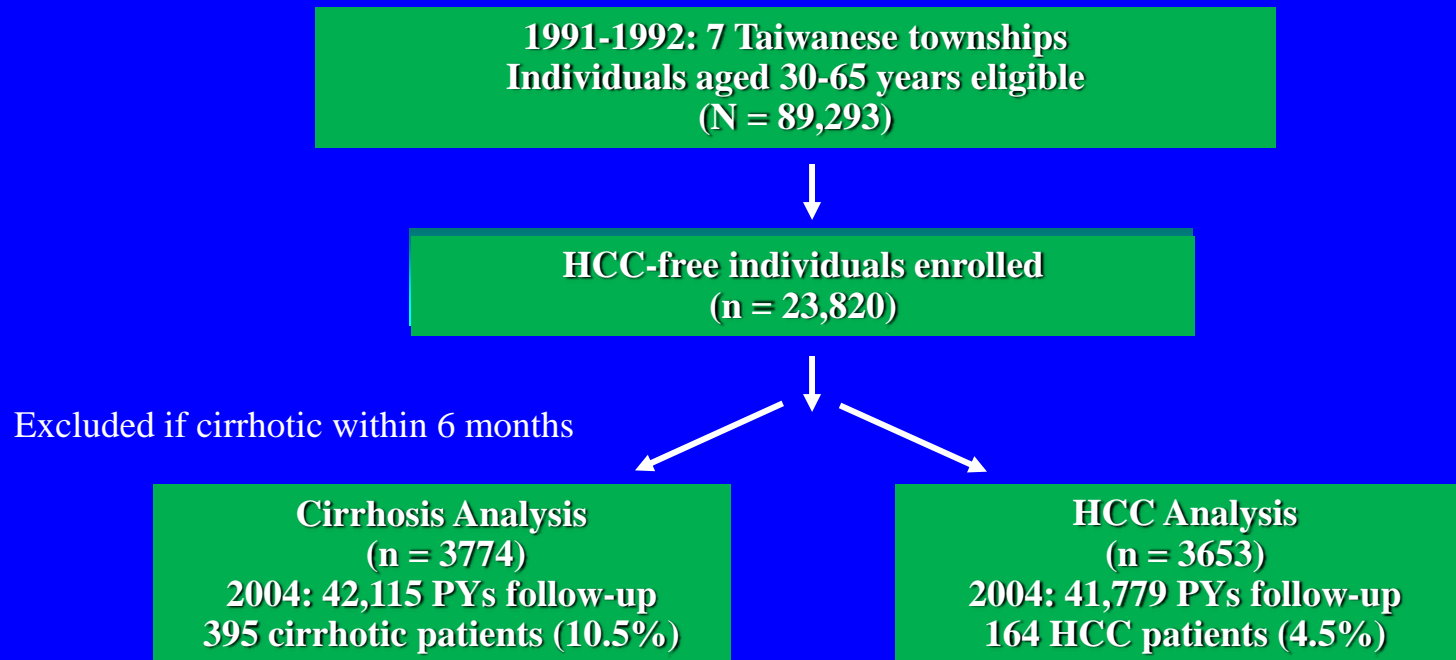 1991-1992: 7 Taiwanese townships
Individuals aged 30-65 years eligible
(N = 89,293)
HCC-free individuals enrolled
(n = 23,820)
Excluded if cirrhotic within 6 months
Cirrhosis Analysis
(n = 3774)
2004: 42,115 PYs follow-up
395 cirrhotic patients (10.5%)
HCC Analysis
(n = 3653)
2004: 41,779 PYs follow-up
164 HCC patients (4.5%)